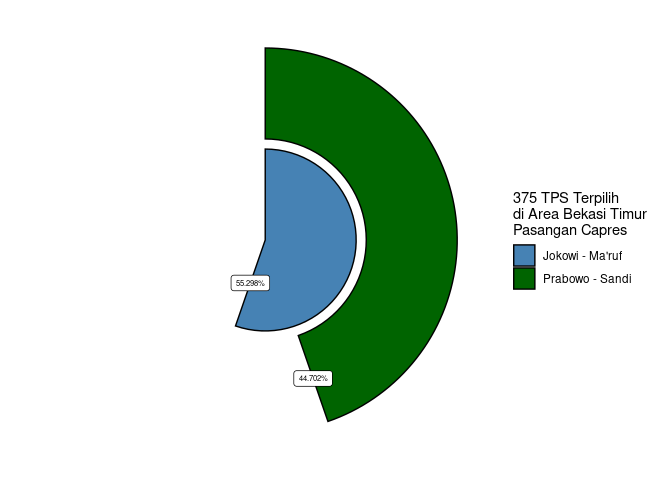 375 TPS Terpilih
di Area Bekasi Timur
Pasangan Capres
Jokowi - Ma'ruf
Prabowo - Sandi
55.298%
44.702%